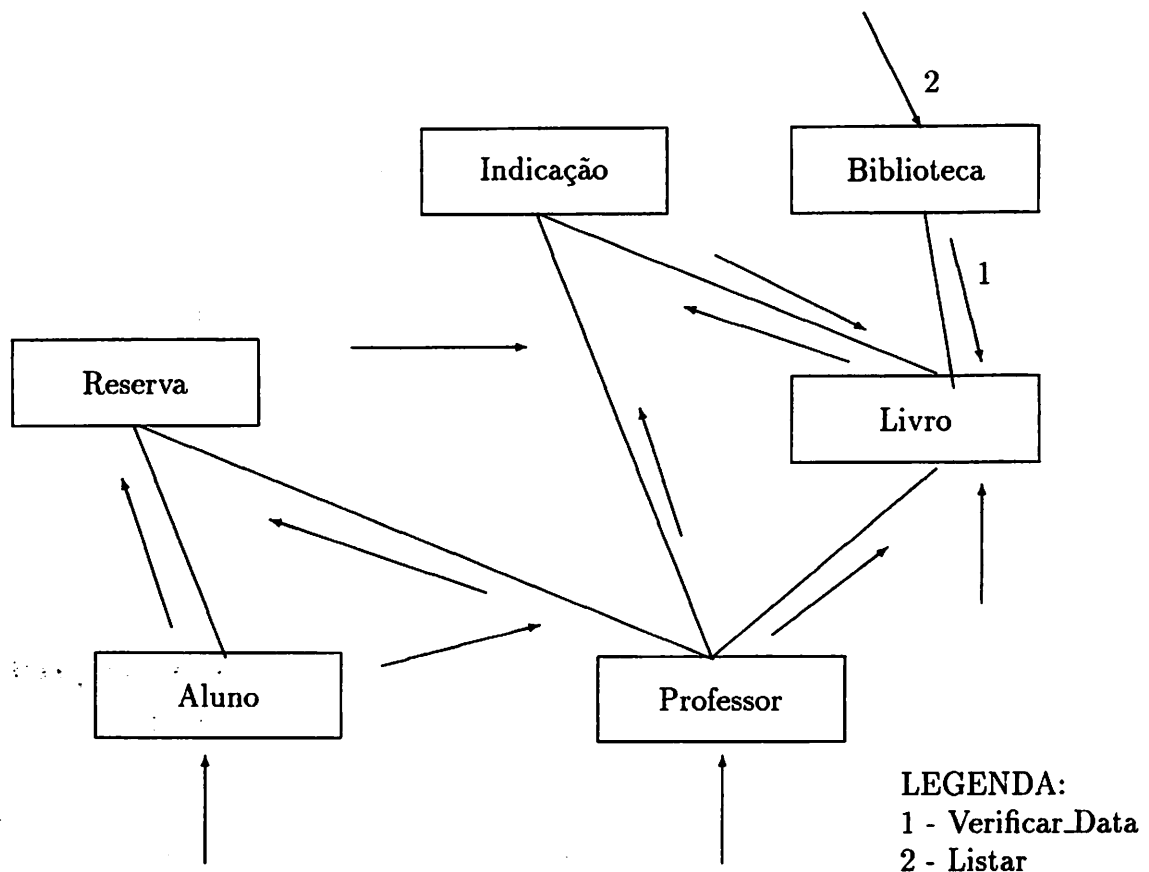 2
Indicação
Biblioteca
1
Reserva
Livro
Aluno
Professor
LEGENDA:
1 - Verificar_Data
2 - Listar